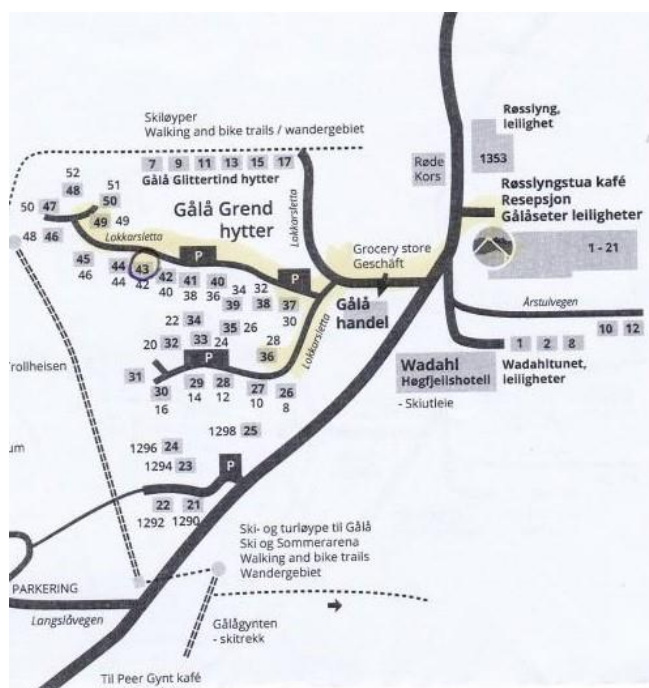 Skiløyper
Walking and bike trails / wandergebiet
7 9 11 13 15 17
Gålå Glittertind hytter
Røsslyng,
leilighet
1353
Røde
Kors
Røsslyngstua kafé
Resepsjon
Gålåseter leiligheter
1 - 21
52
48
51
50
50 47
49 49
48 46
Lokkarsletta
Gålå Grend
hytter
Lokkarsletta
P
P
Grocery store
Geschäft
Gålå
handel
45
46
44
44
43
42
42
40
41
38
40
36
34
39
32
38
37
30
Årstulvegen
10 12
1 2 8
Wadahltunet,
leiligheter
Wadahl
Høgfjellshotell
- Skiutleie
22 34
35 26
28
36
Lokkarsletta
20 32
33 24
P
31
30
16
29
14
28
12
27
10
26
8
rollheisen
1298 25
1296 24
1294 23
P
um
22
1292
21
1290
Ski- og turløype til Gålå
Ski og Sommerarena
Walking and bike trails
Wandergebiet
PARKERING
Langslåvegen
Gålågynten
- skitrekk
Til Peer Gynt kafé